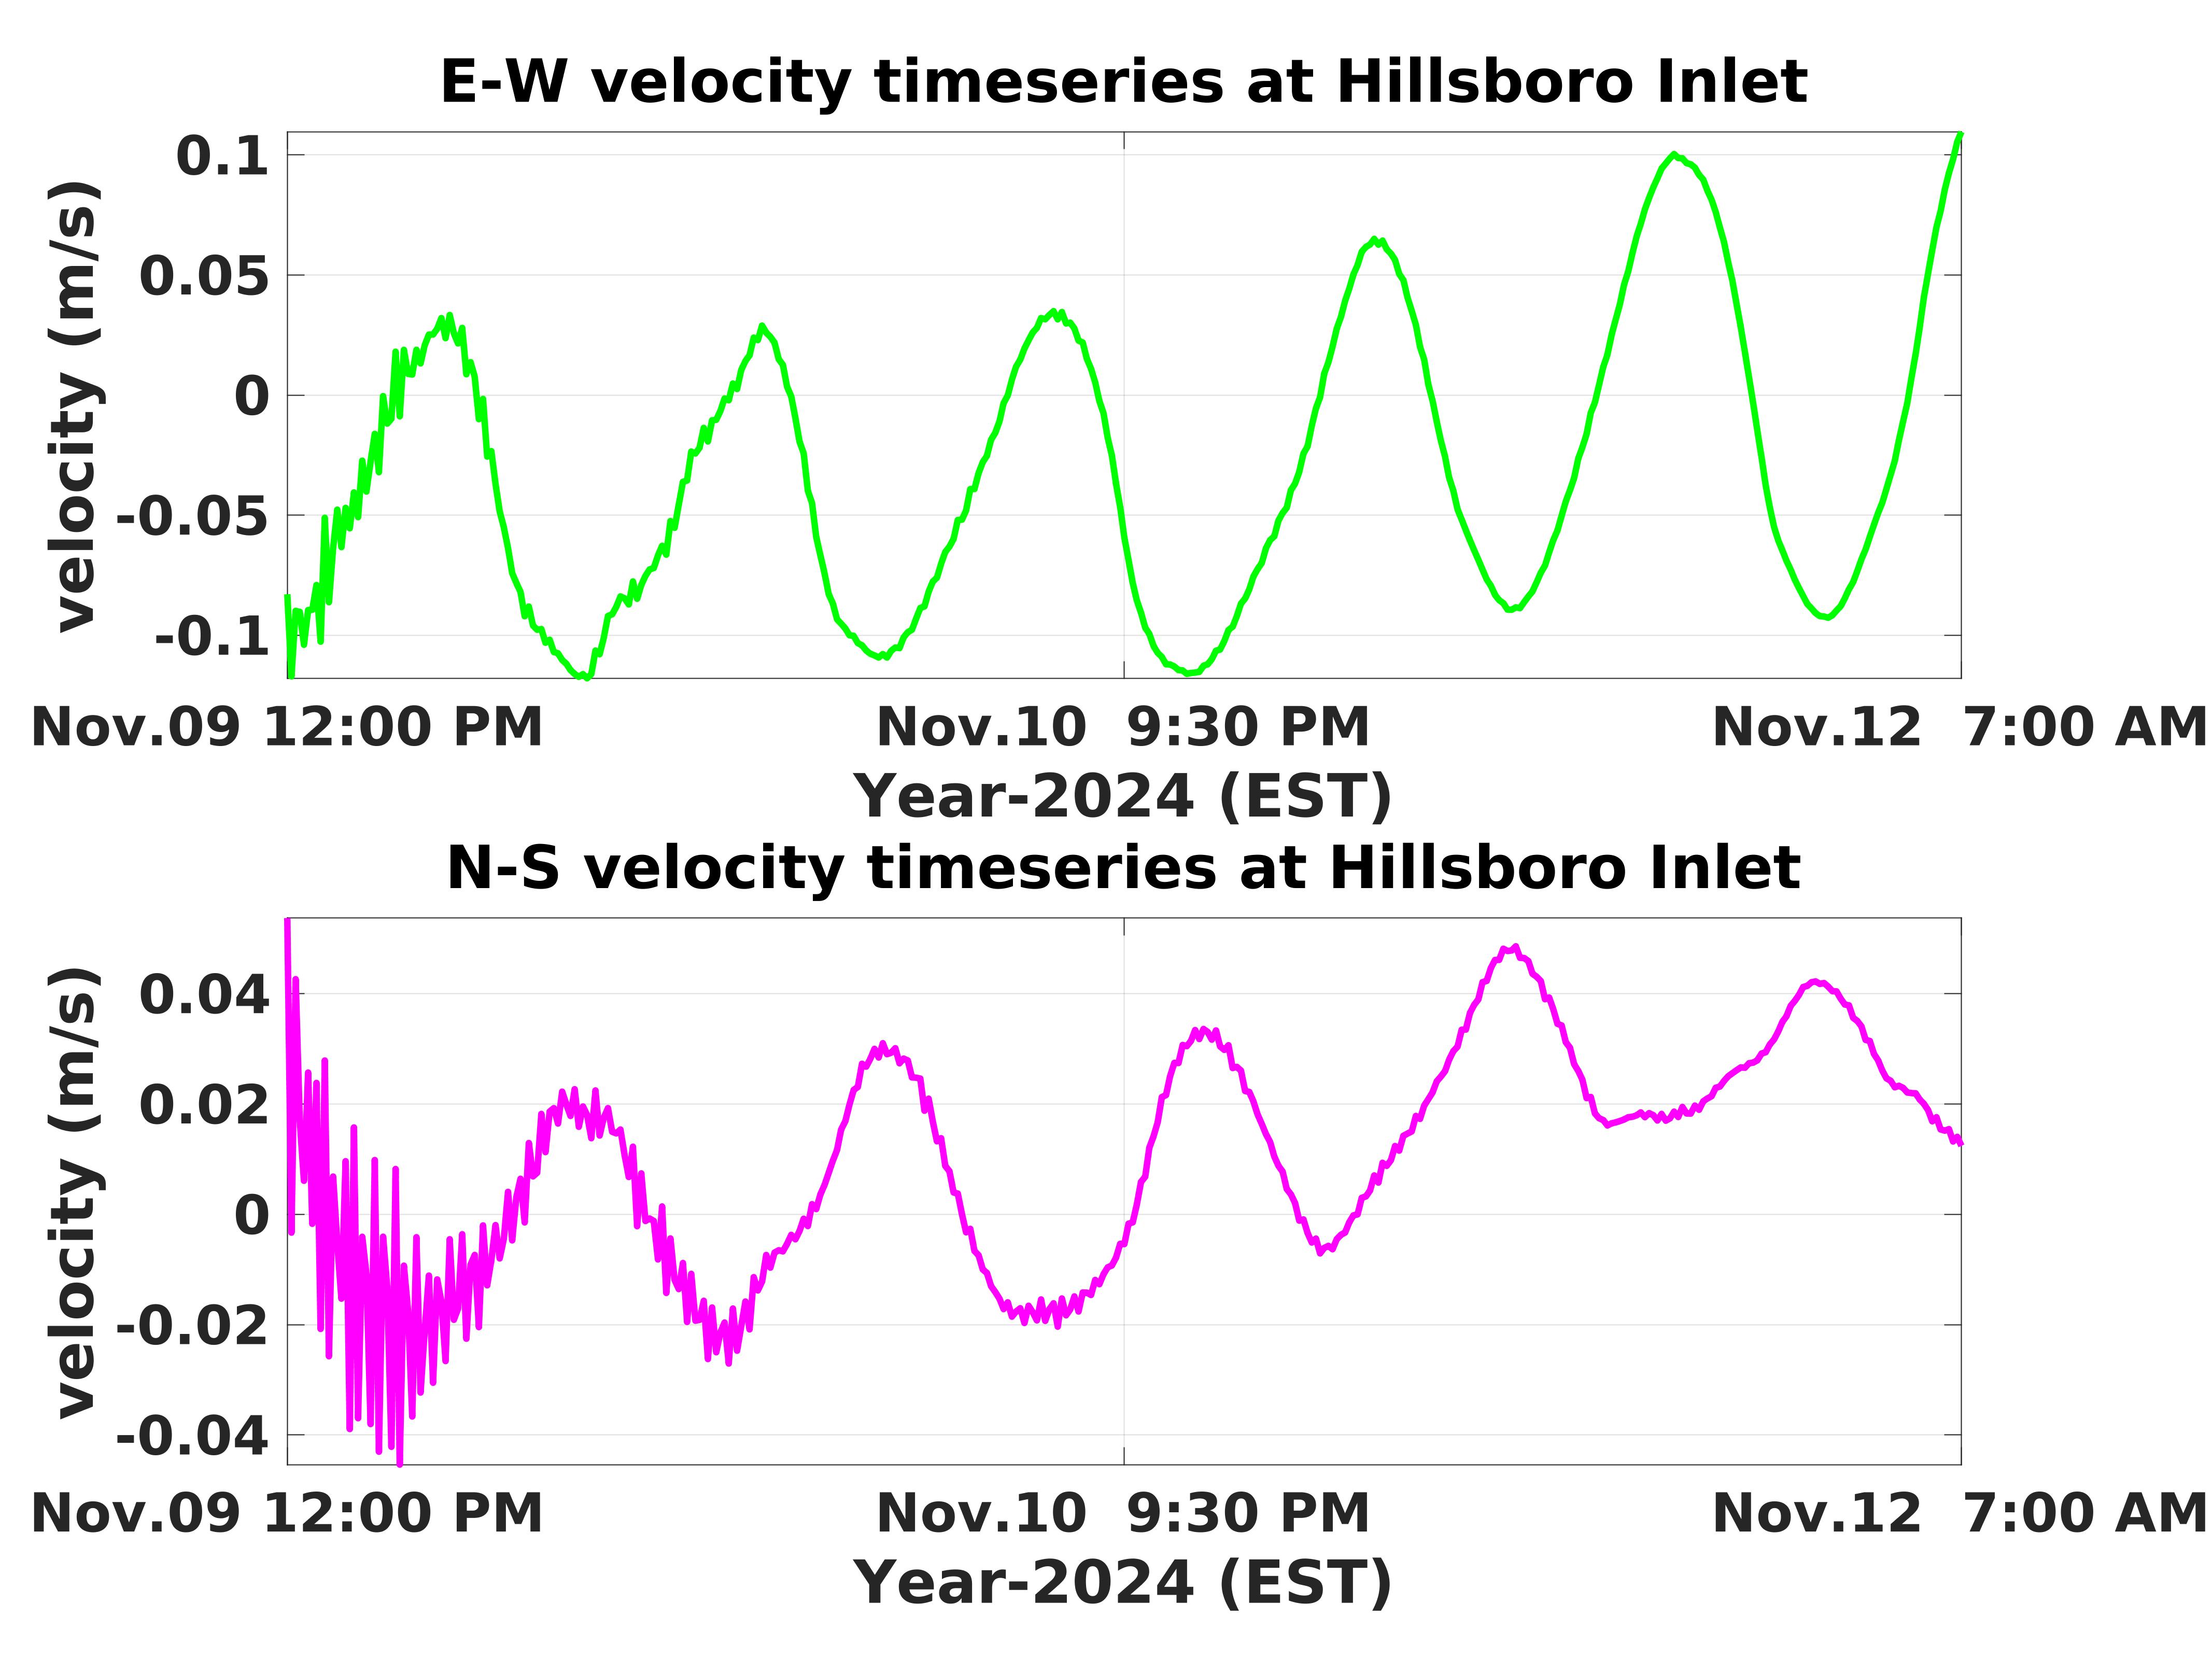 E-W velocity timeseries at Hillsboro Inlet
velocity (m/s)
0.1
0.05
0
-0.05
-0.1
Nov.09 12:00 PM Nov.10 9:30 PM Nov.12 7:00 AM
Year-2024 (EST)
N-S velocity timeseries at Hillsboro Inlet
velocity (m/s)
0.04
0.02
0
-0.02
-0.04
Nov.09 12:00 PM Nov.10 9:30 PM Nov.12 7:00 AM
Year-2024 (EST)